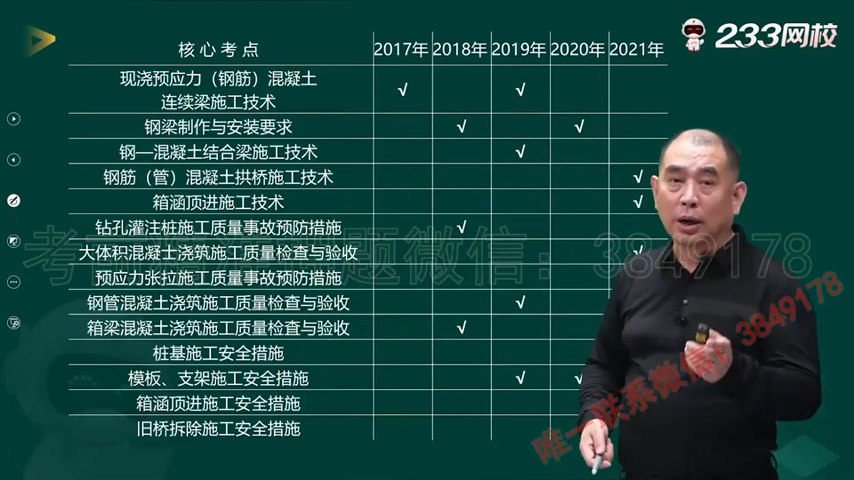 233网校
核心考点 2017年 2018年 2019年 2020年 2021年
现浇预应力（钢筋）混凝土
连续梁施工技术 √ √
钢梁制作与安装要求 √ √
钢—混凝土结合梁施工技术 √
钢筋（管）混凝土拱桥施工技术 √
箱涵顶进施工技术 √
钻孔灌注桩施工质量事故预防措施 √
大体积混凝土浇筑施工质量检查与验收 √
预应力张拉施工质量事故预防措施
钢管混凝土浇筑施工质量检查与验收 √
箱梁混凝土浇筑施工质量检查与验收 √
桩基施工安全措施
模板、支架施工安全措施 √ √
箱涵顶进施工安全措施
旧桥拆除施工安全措施
题微信：3849178
唯一联系微信：3849178